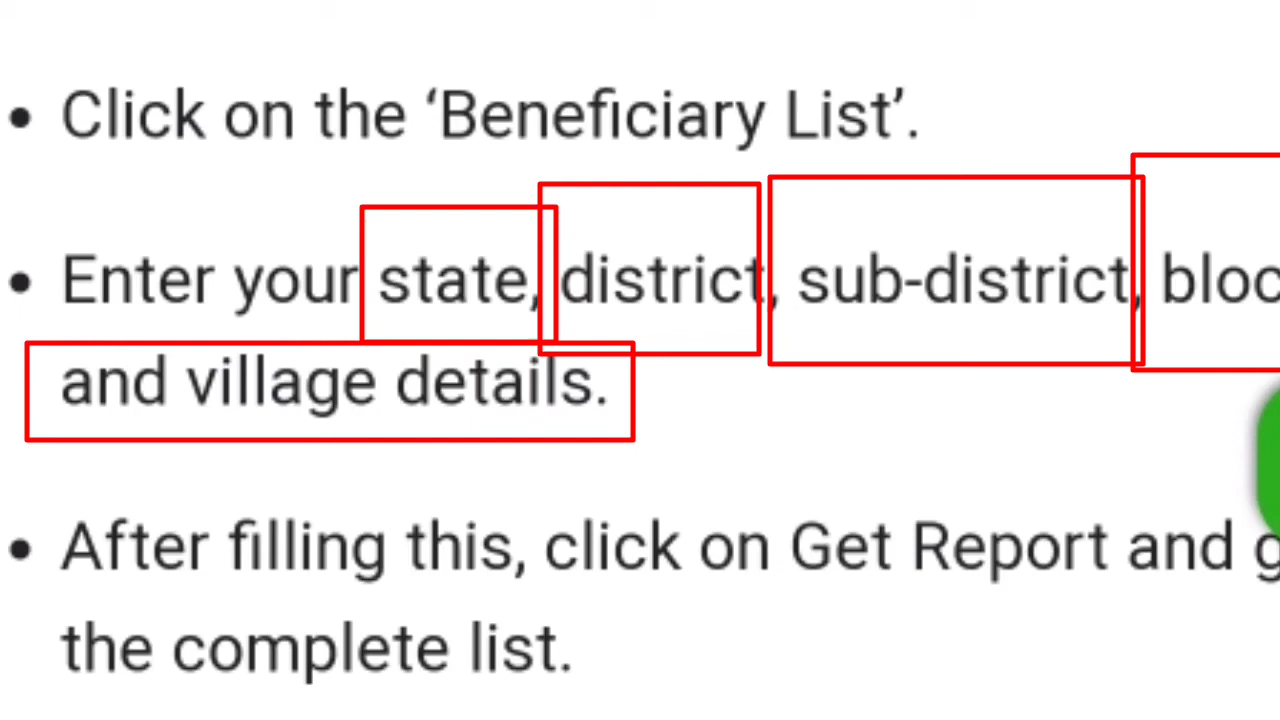 • Click on the ‘Beneficiary List’.
• Enter your state, district, sub-district, bloc
and village details.
• After filling this, click on Get Report and g
the complete list.